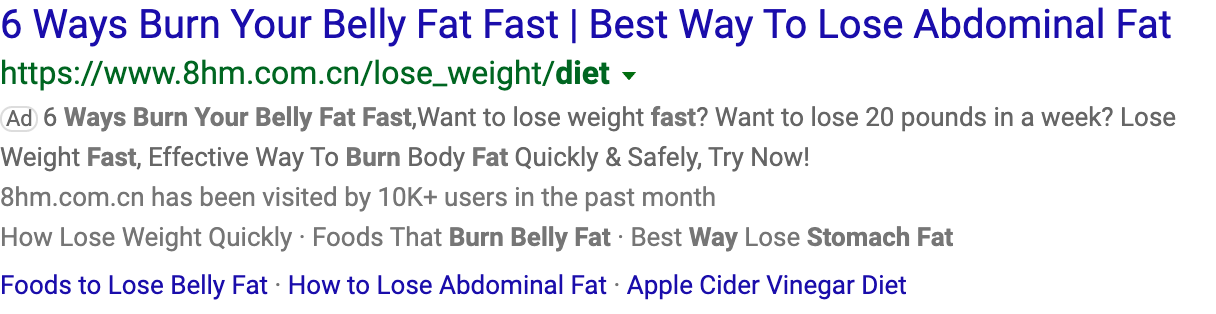 6 Ways Burn Your Belly Fat Fast | Best Way To Lose Abdominal Fat
https://www.8hm.com.cn/lose_weight/diet
Ad 6 Ways Burn Your Belly Fat Fast,Want to lose weight fast? Want to lose 20 pounds in a week? Lose
Weight Fast, Effective Way To Burn Body Fat Quickly & Safely, Try Now!
8hm.com.cn has been visited by 10K+ users in the past month
How Lose Weight Quickly · Foods That Burn Belly Fat · Best Way Lose Stomach Fat
Foods to Lose Belly Fat · How to Lose Abdominal Fat · Apple Cider Vinegar Diet